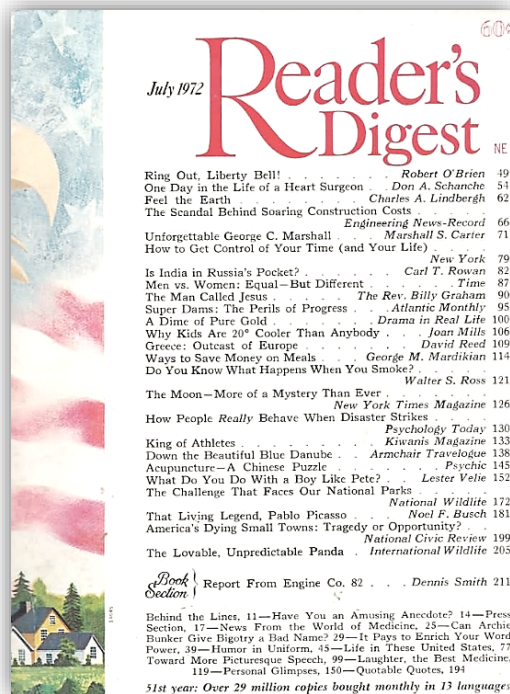 60¢
July 1972
Reader's
Digest
NE
Ring Out, Liberty Bell! . . . . . . . Robert O'Brien 49
One Day in the Life of a Heart Surgeon . . Don A. Schanche 54
Feel the Earth . . . . . . . . Charles A. Lindbergh 62
The Scandal Behind Soaring Construction Costs . . . . .
Engineering News-Record 66
Unforgettable George C. Marshall . . . Marshall S. Carter 71
How to Get Control of Your Time (and Your Life) . . . .
New York 79
Is India in Russia's Pocket? . . . . . . Carl T. Rowan 82
Men vs. Women: Equal—But Different . . . . . Time 87
The Man Called Jesus . . . . . The Rev. Billy Graham 90
Super Dams: The Perils of Progress . . . Atlantic Monthly 95
A Dime of Pure Gold . . . . . . Drama in Real Life 100
Why Kids Are 20° Cooler Than Anybody . . . Joan Mills 106
Greece: Outcast of Europe . . . . . . . David Reed 109
Ways to Save Money on Meals . . . George M. Mardikian 114
Do You Know What Happens When You Smoke? . . . . .
Walter S. Ross 121
The Moon—More of a Mystery Than Ever . . . . . .
New York Times Magazine 126
How People Really Behave When Disaster Strikes . . . .
Psychology Today 130
King of Athletes . . . . . . . . Kiwanis Magazine 133
Down the Beautiful Blue Danube . . Armchair Travelogue 138
Acupuncture—A Chinese Puzzle . . . . . . Psychic 145
What Do You Do With a Boy Like Pete? . . Lester Velie 152
The Challenge That Faces Our National Parks . . . . .
National Wildlife 172
That Living Legend, Pablo Picasso . . . . Noel F. Busch 181
America's Dying Small Towns: Tragedy or Opportunity? . .
National Civic Review 199
The Lovable, Unpredictable Panda . International Wildlife 205
Book
Section } Report From Engine Co. 82 . . . Dennis Smith 211
Behind the Lines, 11—Have You an Amusing Anecdote? 14—Press
Section, 17—News From the World of Medicine, 25—Can Archie
Bunker Give Bigotry a Bad Name? 29—It Pays to Enrich Your Word
Power, 39—Humor in Uniform, 45—Life in These United States, 77
Toward More Picturesque Speech, 99—Laughter, the Best Medicine,
119—Personal Glimpses, 150—Quotable Quotes, 194
51st year: Over 29 million copies bought monthly in 13 languages